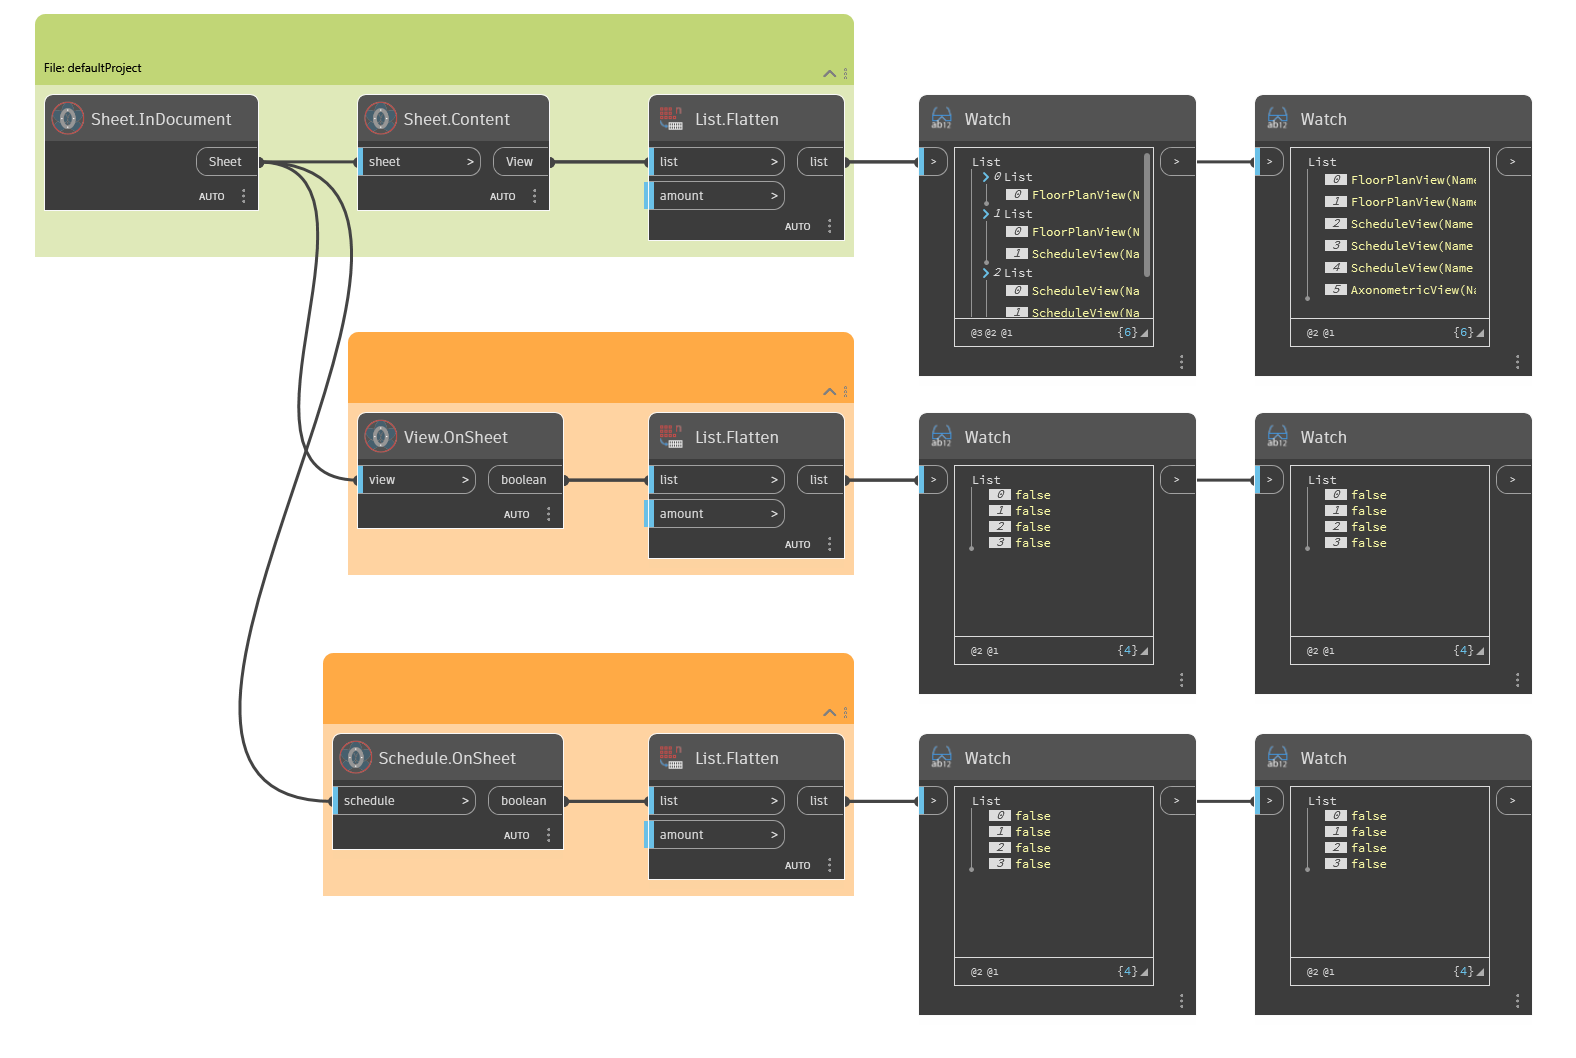 File: defaultProject
Sheet.InDocument
Sheet
AUTO
Sheet.Content
sheet >
View
AUTO
List.Flatten
list >
list
amount >
AUTO
ab12
Watch
>
>
List
0 List
0 FloorPlanView(N
1 List
0 FloorPlanView(N
1 ScheduleView(Na
2 List
0 ScheduleView(Na
1 ScheduleView(Na
@3 @2 @1 {6}
ab12
Watch
>
>
List
0 FloorPlanView(Name
1 FloorPlanView(Name
2 ScheduleView(Name
3 ScheduleView(Name
4 ScheduleView(Name
5 AxonometricView(Na
@2 @1 {6}
View.OnSheet
view >
boolean
AUTO
List.Flatten
list >
list
amount >
AUTO
ab12
Watch
>
>
List
0 false
1 false
2 false
3 false
@2 @1 {4}
ab12
Watch
>
>
List
0 false
1 false
2 false
3 false
@2 @1 {4}
Schedule.OnSheet
schedule >
boolean
AUTO
List.Flatten
list >
list
amount >
AUTO
ab12
Watch
>
>
List
0 false
1 false
2 false
3 false
@2 @1 {4}
ab12
Watch
>
>
List
0 false
1 false
2 false
3 false
@2 @1 {4}